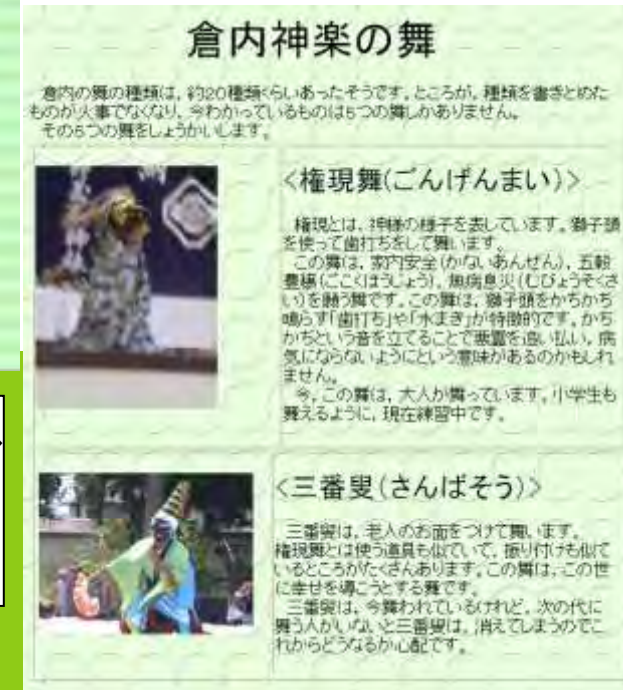 倉内神楽の舞
倉内の舞の種類は、約20種類くらいあったそうです。ところが、種類を書きとめた
ものが火事でなくなり、今わかっているものは5つの舞しかありません。
その5つの舞をしょうかいします。
<権現舞(ごんげんまい)>
権現とは、神様の様子を表しています。獅子頭
を使って歯打ちをして舞います。
この舞は、家内安全(かないあんぜん)、五穀
豊穣(ごこくほうじょう)、無病息災(むびょうそくさ
い)を願う舞です。この舞は、獅子頭をかちかち
鳴らす「歯打ち」や「水まき」が特徴的です。かち
かちという音を立てることで悪霊を追い払い、病
気にならないようにという意味があるのかもしれ
ません。
今、この舞は、大人が舞っています。小学生も
舞えるように、現在練習中です。
<三番叟(さんばそう)>
三番叟は、老人のお面をつけて舞います。
権現舞とは使う道具も似ていて、振り付けも似て
いるところがたくさんあります。この舞は、この世
に幸せを導こうとする舞です。
三番叟は、今舞われているけれど、次の代に
舞う人がいないと三番叟は、消えてしまうのでこ
れからどうなるか心配です。